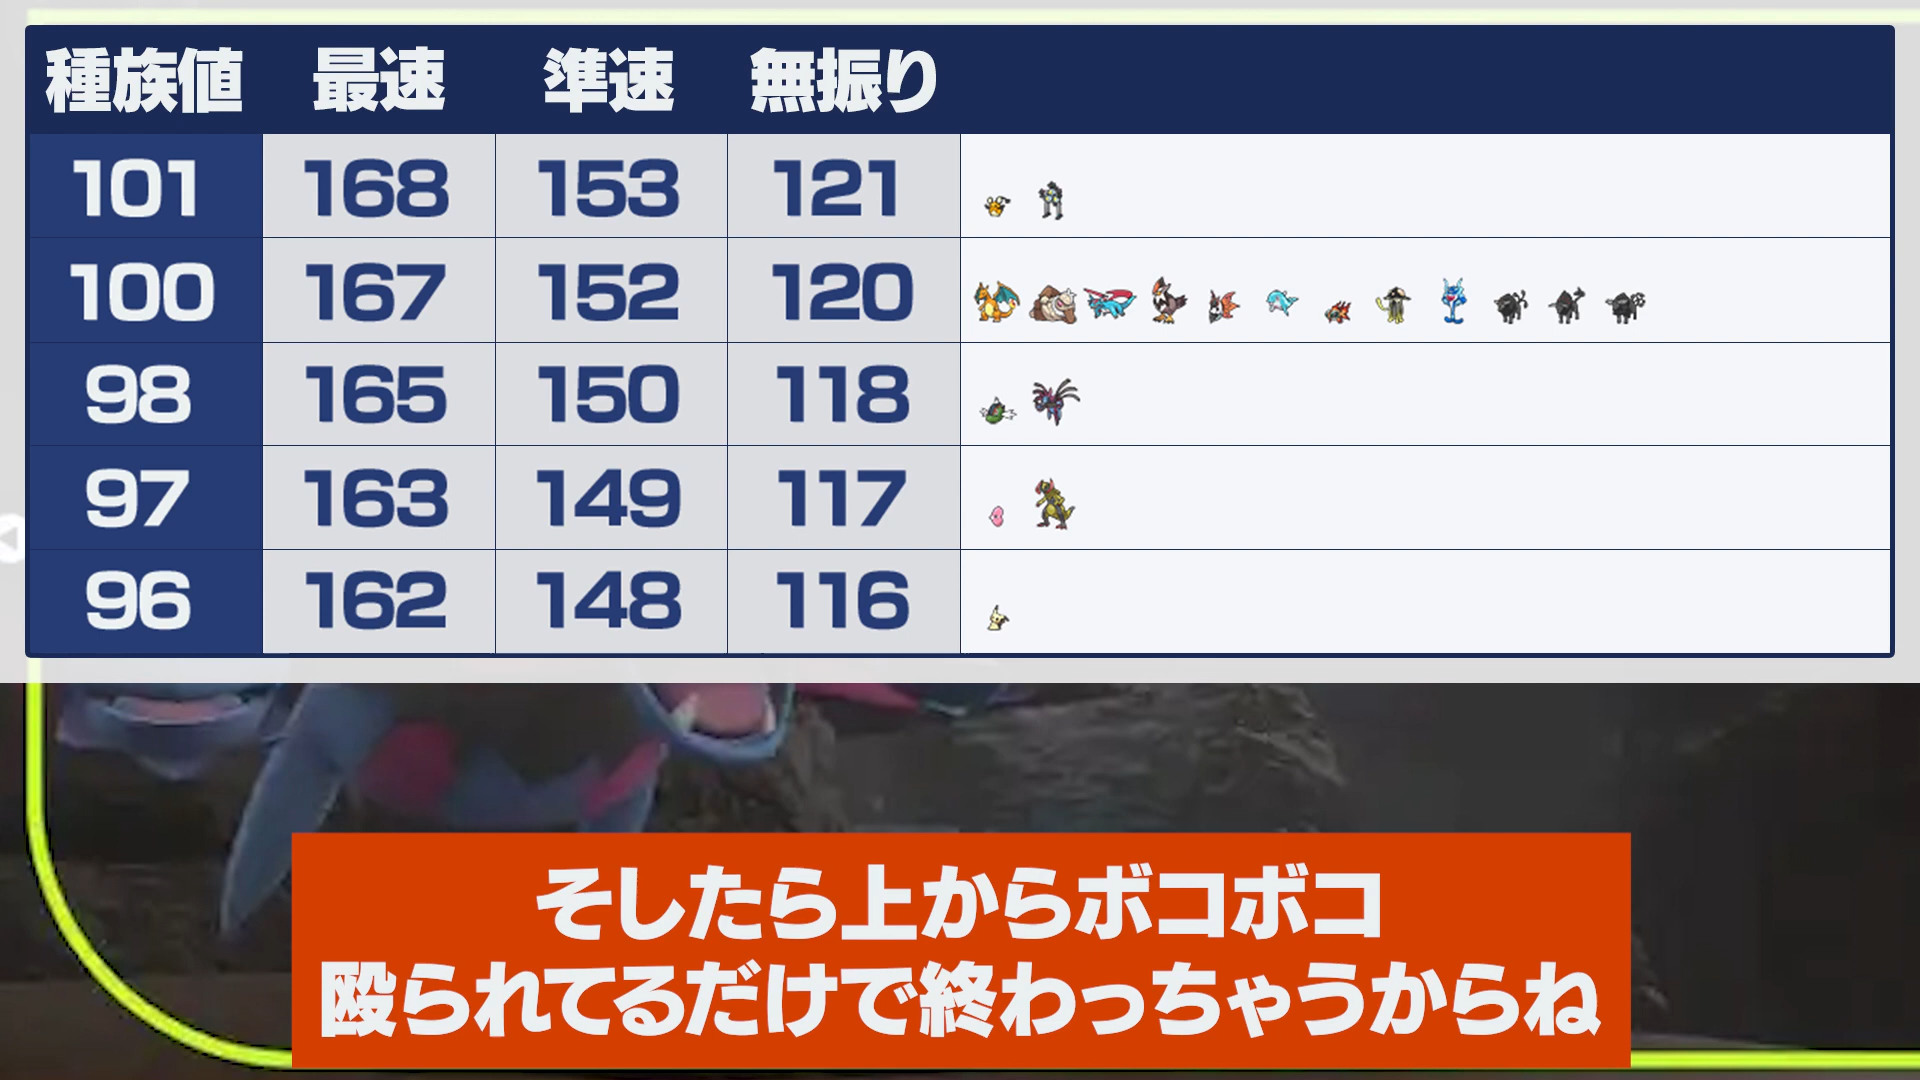 種族値 最速 準速 無振り
101 168 153 121
100 167 152 120
98 165 150 118
97 163 149 117
96 162 148 116
そしたら上からボコボコ
殴られてるだけで終わっちゃうからね